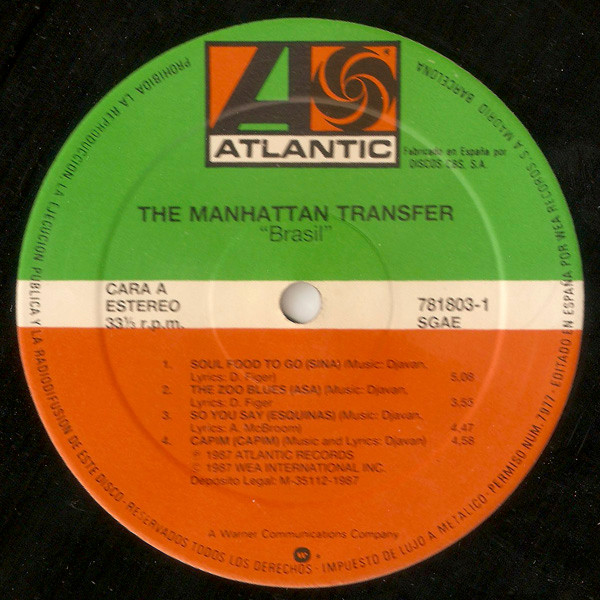 ATLANTIC
Fabricado en España por
DISCOS CBS, S.A.
THE MANHATTAN TRANSFER
"Brasil"
CARA A
ESTEREO
33⅓ r.p.m.
781803-1
SGAE
1. SOUL FOOD TO GO (SINA) (Music: Djavan,
Lyrics: D. Figer) 5,08
2. THE ZOO BLUES (ASA) (Music: Djavan,
Lyrics: D. Figer 3,55
3. SO YOU SAY (ESQUINAS) (Music: Djavan,
Lyrics: A. McBroom) 4,47
4. CAPIM (CAPIM) (Music and Lyrics: Djavan) 4,58
℗ 1987 ATLANTIC RECORDS
© 1987 WEA INTERNATIONAL INC.
Deposito Legal: M-35112-1987
A Warner Communications Company
PROHIBIDA LA REPRODUCCION, LA EJECUCION PUBLICA Y LA RADIODIFUSION DE ESTE DISCO - RESERVADOS TODOS LOS DERECHOS - IMPUESTO DE LUJO A METALICO - PERMISO NUM. 7977 - EDITADO EN ESPAÑA POR WEA RECORDS, S.A. MADRID BARCELONA